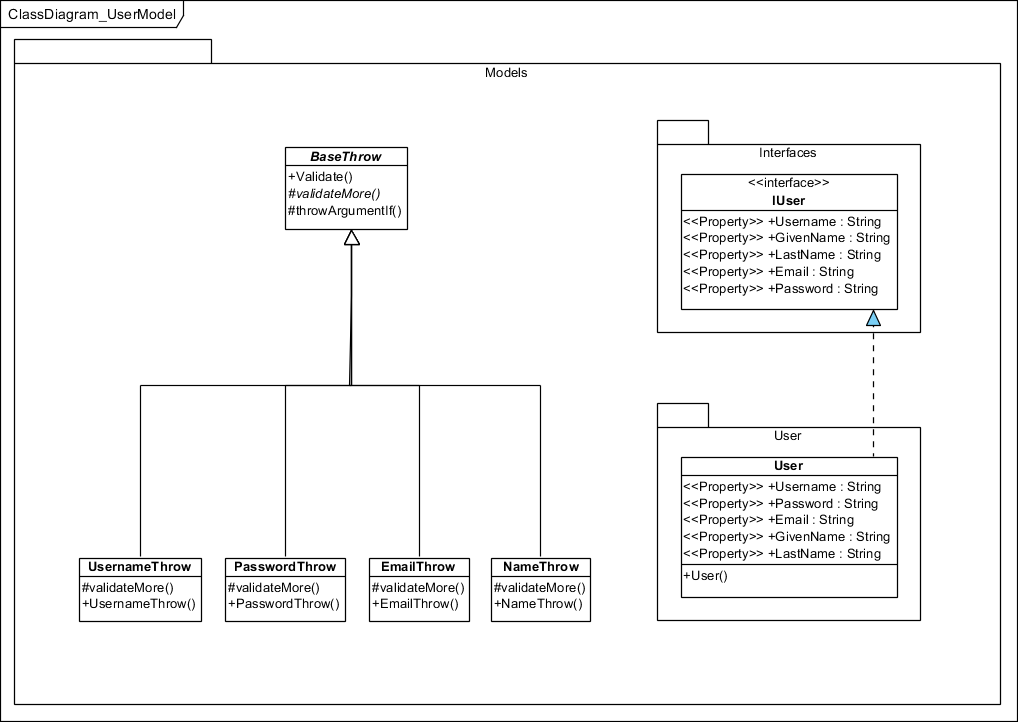 ClassDiagram_UserModel
Models
BaseThrow
+Validate()
#validateMore()
#throwArgumentIf()
Interfaces
<<interface>>
IUser
<<Property>> +Username : String
<<Property>> +GivenName : String
<<Property>> +LastName : String
<<Property>> +Email : String
<<Property>> +Password : String
User
User
<<Property>> +Username : String
<<Property>> +Password : String
<<Property>> +Email : String
<<Property>> +GivenName : String
<<Property>> +LastName : String
+User()
UsernameThrow
#validateMore()
+UsernameThrow()
PasswordThrow
#validateMore()
+PasswordThrow()
EmailThrow
#validateMore()
+EmailThrow()
NameThrow
#validateMore()
+NameThrow()